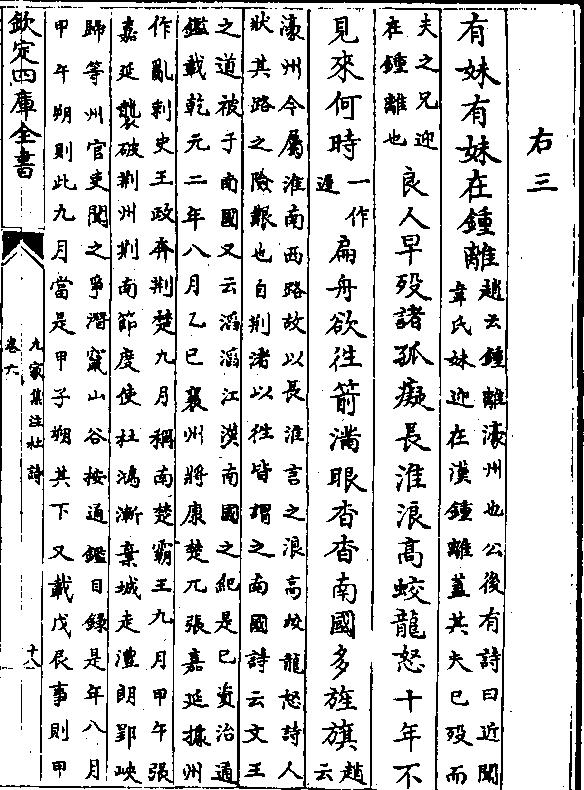 右三
有妹有妹在鍾離趙云鍾離濠州也公後有詩曰近聞
韋氏妹迎在漢鍾離蓋其夫已殁而
夫之兄迎
在鍾離也良人早殁諸孤癡長淮浪高蛟龍怒十年不
見來何時一作
遲扁舟欲往箭滿眼杳杳南國多旌旗趙
云
濠州今屬淮南西路故以長淮言之浪高蛟龍怒詩人
狀其路之險艱也自荆渚以往皆謂之南國詩云文王
之道被于南國又云滔滔江漢南國之紀是已資治通
鑑載乾元二年八月乙巳襄州將康楚元張嘉延據州
作亂刺史王政奔荆楚元稱南楚霸王九月甲午張
嘉延襲破荆州荆南節度使杜鴻漸棄城走澧朗郢峽
歸等州官吏聞之爭潛竄山谷按通鑑目録是年八月
甲午朔則此九月當是甲子朔其下又載戊辰事則甲
欽定四庫全書
九家集注杜詩
卷六
十八